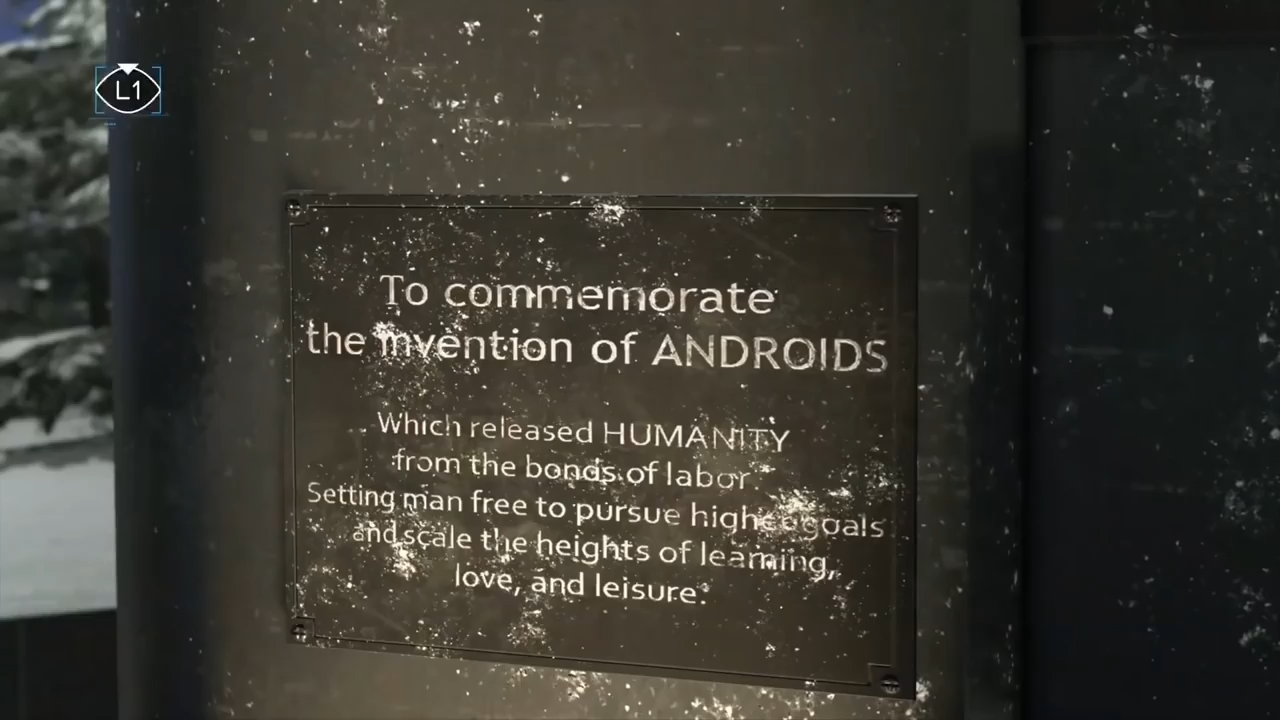 L1
To commemorate
the invention of ANDROIDS
Which released HUMANITY
from the bonds of labor.
Setting man free to pursue higher goals
and scale the heights of learning,
love, and leisure.